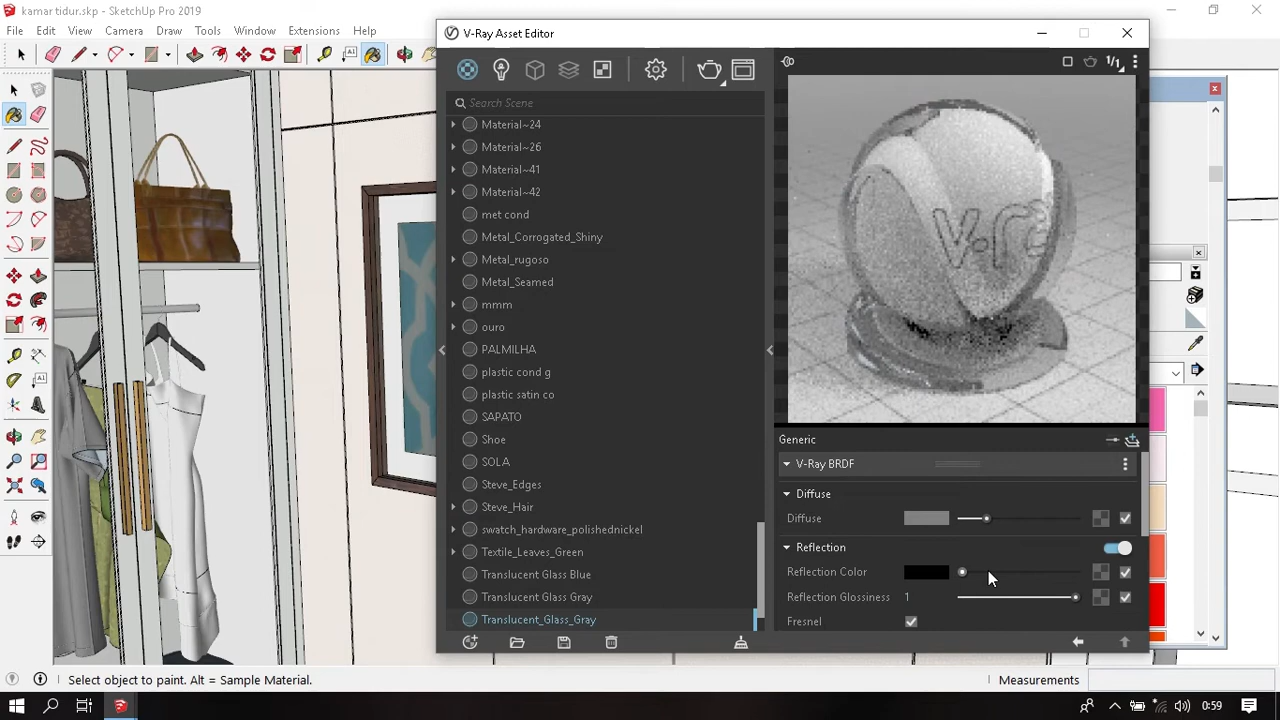 kamar tidur.skp - SketchUp Pro 2019
File Edit View Camera Draw Tools Window Extensions Help
V-Ray Asset Editor
1/1
Search Scene
Material~24
Material~26
Material~41
Material~42
met cond
Metal_Corrogated_Shiny
Metal_rugoso
Metal_Seamed
mmm
ouro
PALMILHA
plastic cond g
plastic satin co
SAPATO
Shoe
SOLA
Steve_Edges
Steve_Hair
swatch_hardware_polishednickel
Textile_Leaves_Green
Translucent Glass Blue
Translucent Glass Gray
Translucent_Glass_Gray
Generic
V-Ray BRDF
Diffuse
Diffuse
Reflection
Reflection Color
Reflection Glossiness 1
Fresnel
Select object to paint. Alt = Sample Material.
Measurements
0:59